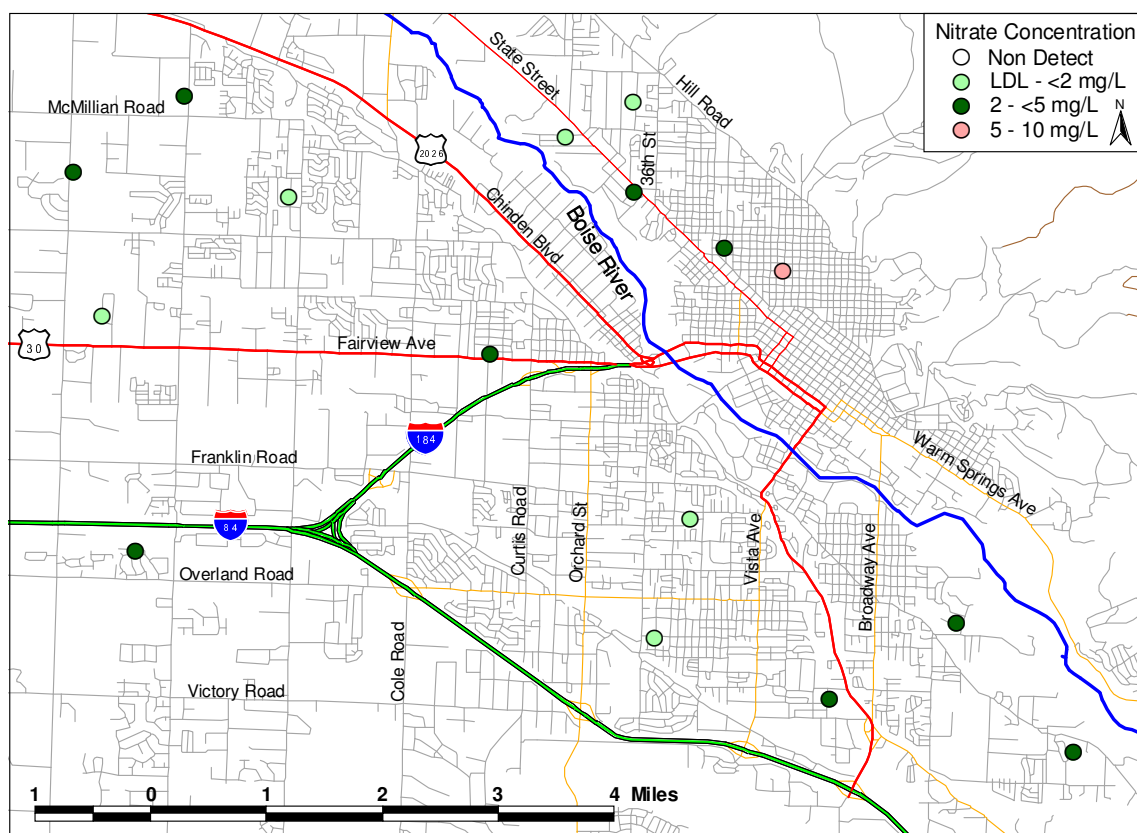 Nitrate Concentration
Non Detect
LDL - <2 mg/L
2 - <5 mg/L
5 - 10 mg/L
N
State Street
Hill Road
McMillian Road
2026
36th St
Chinden Blvd
Boise River
30
Fairview Ave
184
Franklin Road
Warm Springs Ave
84
Curtis Road
Orchard St
Vista Ave
Broadway Ave
Overland Road
Cole Road
Victory Road
1 0 1 2 3 4 Miles